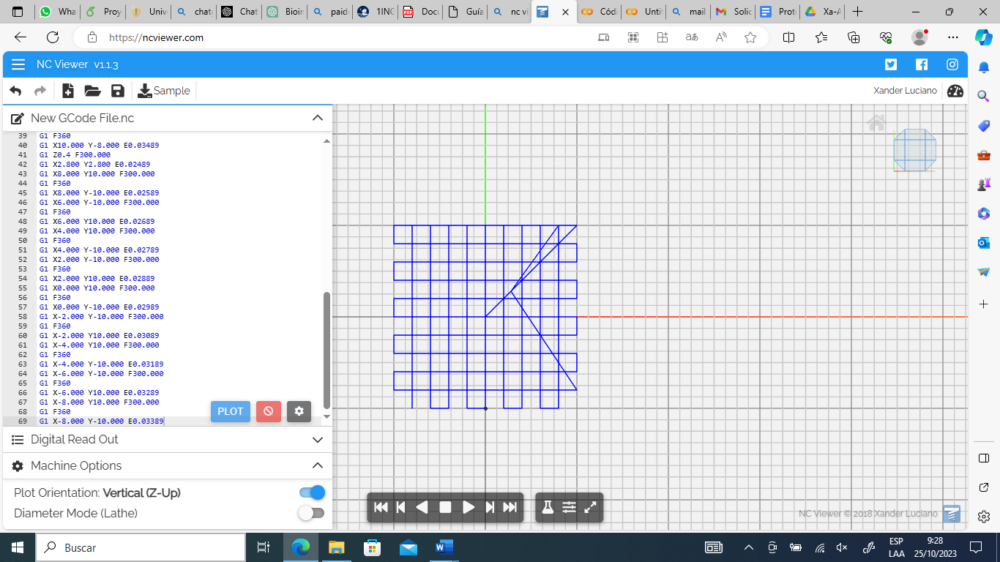 Wha
Proy
Univ
chatg
Chat
Bioin
paid
1ING
Docu
Guía
nc vi
Códi
Unti
mail
Solic
Prot
Xa-A
https://ncviewer.com
NC Viewer v1.1.3
Sample
Xander Luciano
New GCode File.nc
39 G1 F360
40 G1 X10.000 Y-8.000 E0.03489
41 G1 Z0.4 F300.000
42 G1 X2.800 Y2.800 E0.02489
43 G1 X8.000 Y10.000 F300.000
44 G1 F360
45 G1 X8.000 Y-10.000 E0.02589
46 G1 X6.000 Y-10.000 F300.000
47 G1 F360
48 G1 X6.000 Y10.000 E0.02689
49 G1 X4.000 Y10.000 F300.000
50 G1 F360
51 G1 X4.000 Y-10.000 E0.02789
52 G1 X2.000 Y-10.000 F300.000
53 G1 F360
54 G1 X2.000 Y10.000 E0.02889
55 G1 X0.000 Y10.000 F300.000
56 G1 F360
57 G1 X0.000 Y-10.000 E0.02989
58 G1 X-2.000 Y-10.000 F300.000
59 G1 F360
60 G1 X-2.000 Y10.000 E0.03089
61 G1 X-4.000 Y10.000 F300.000
62 G1 F360
63 G1 X-4.000 Y-10.000 E0.03189
64 G1 X-6.000 Y-10.000 F300.000
65 G1 F360
66 G1 X-6.000 Y10.000 E0.03289
67 G1 X-8.000 Y10.000 F300.000
68 G1 F360
69 G1 X-8.000 Y-10.000 E0.03389
PLOT
Digital Read Out
Machine Options
Plot Orientation: Vertical (Z-Up)
Diameter Mode (Lathe)
NC Viewer © 2018 Xander Luciano
Buscar
ESP
LAA
9:28
25/10/2023